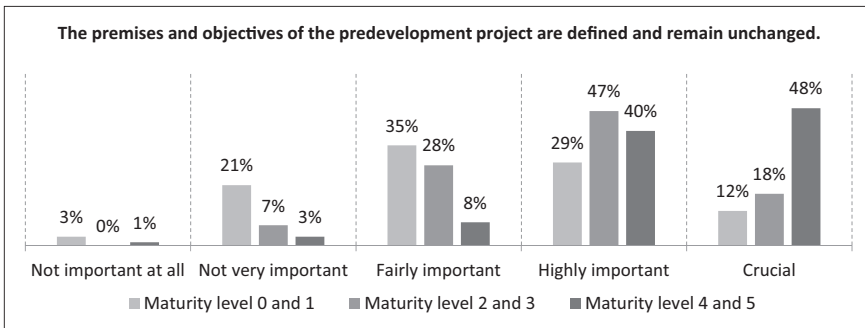 The premises and objectives of the predevelopment project are defined and remain unchanged.
3% 0% 1%
21% 7% 3%
35% 28% 8%
29% 47% 40%
12% 18% 48%
Not important at all Not very important Fairly important Highly important Crucial
Maturity level 0 and 1 Maturity level 2 and 3 Maturity level 4 and 5